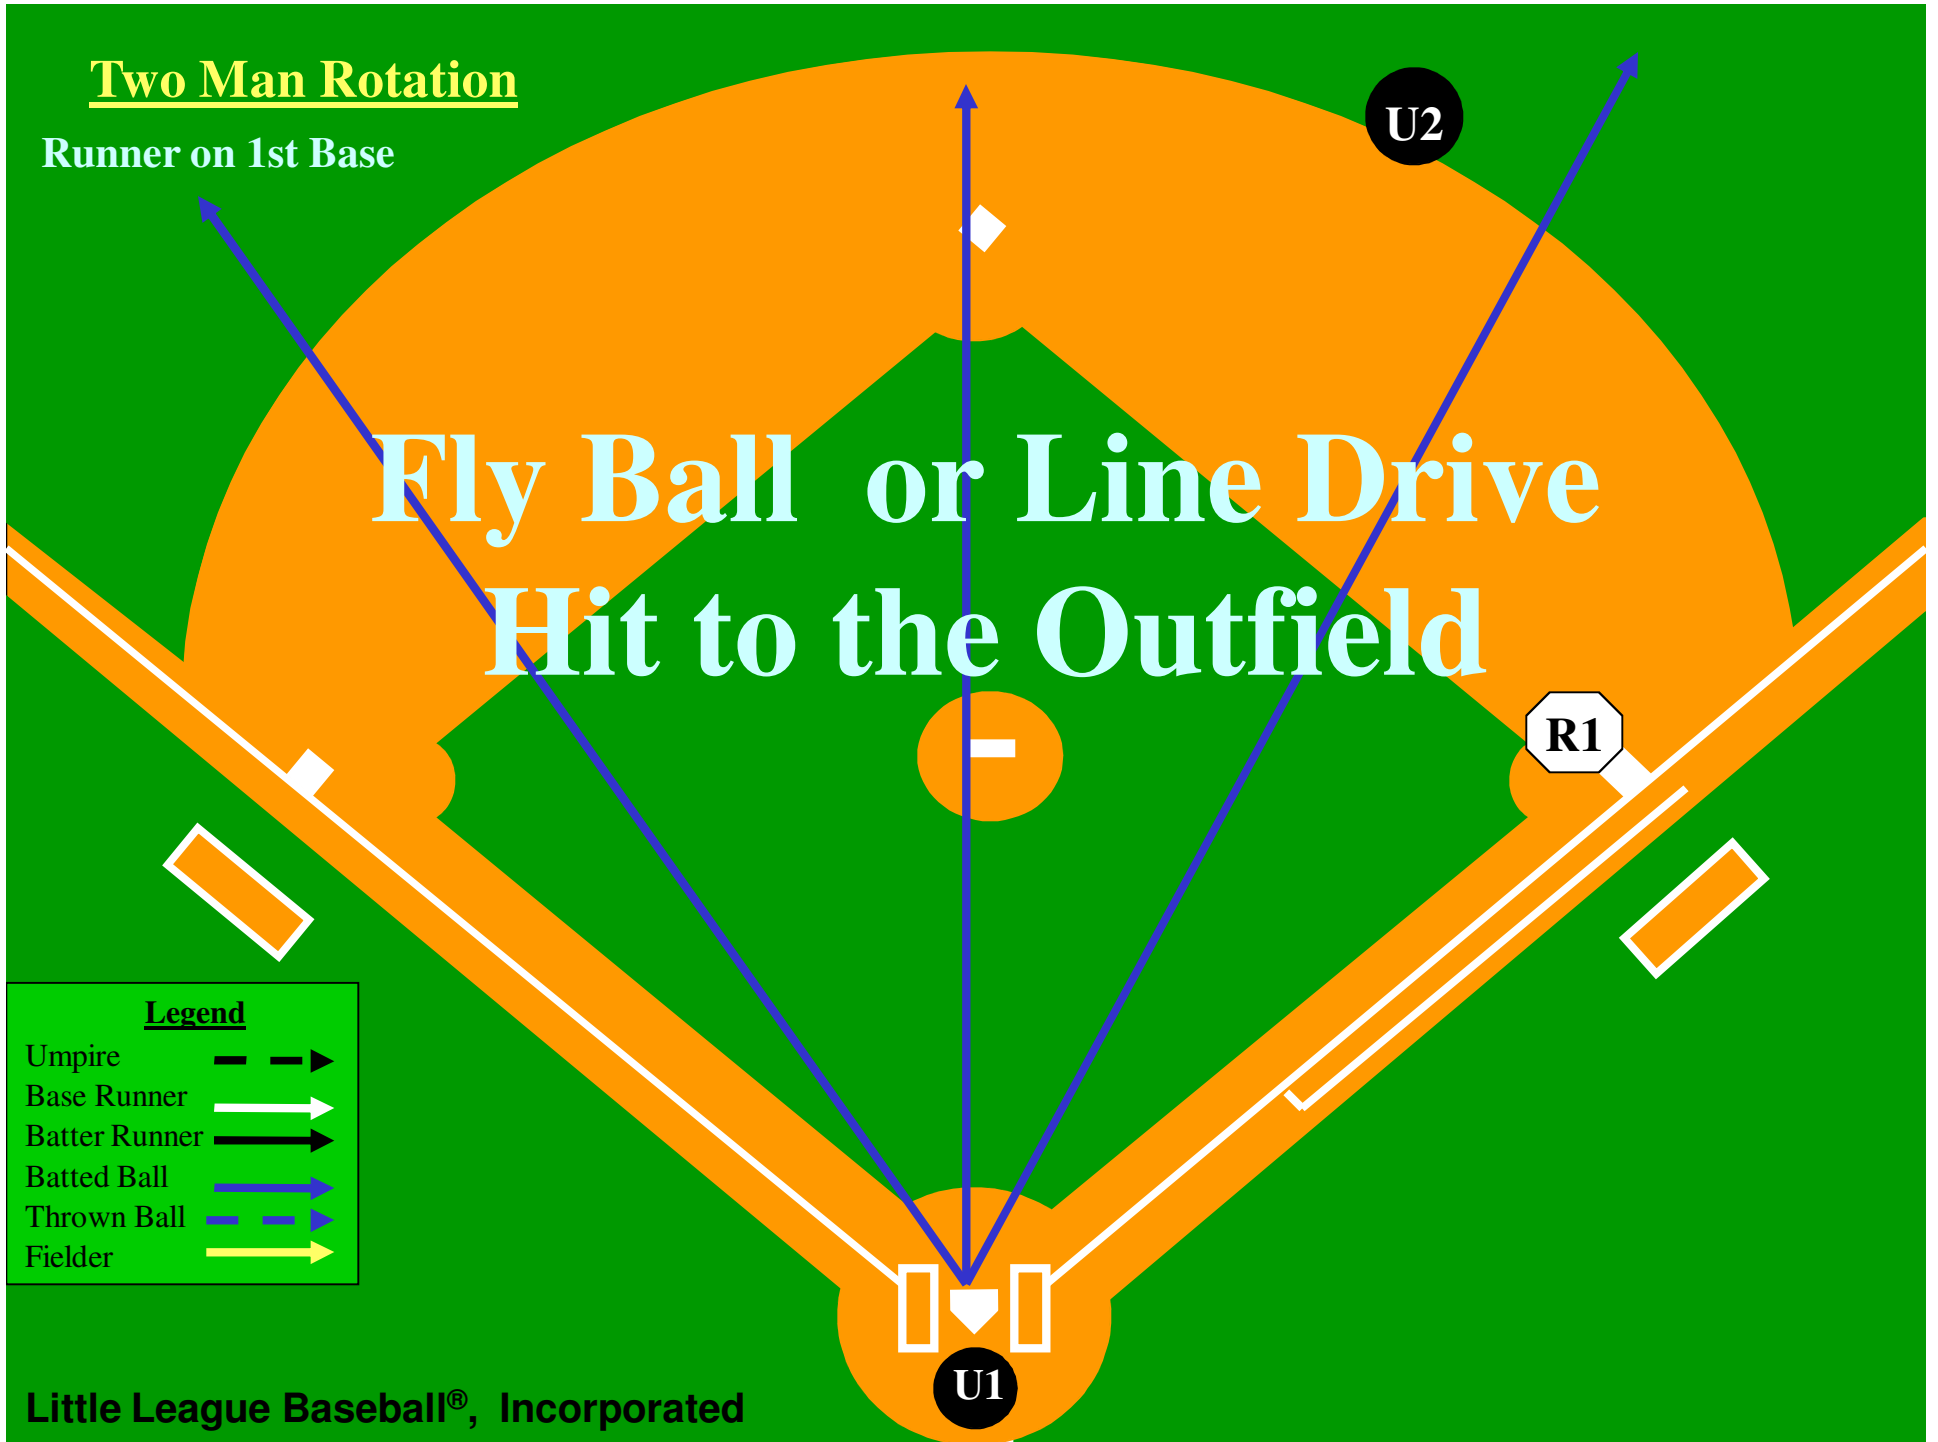 Two Man Rotation
Runner on 1st Base
U2
Fly Ball or Line Drive
Hit to the Outfield
R1
Legend
Umpire
Base Runner
Batter Runner
Batted Ball
Thrown Ball
Fielder
U1
Little League Baseball®, Incorporated